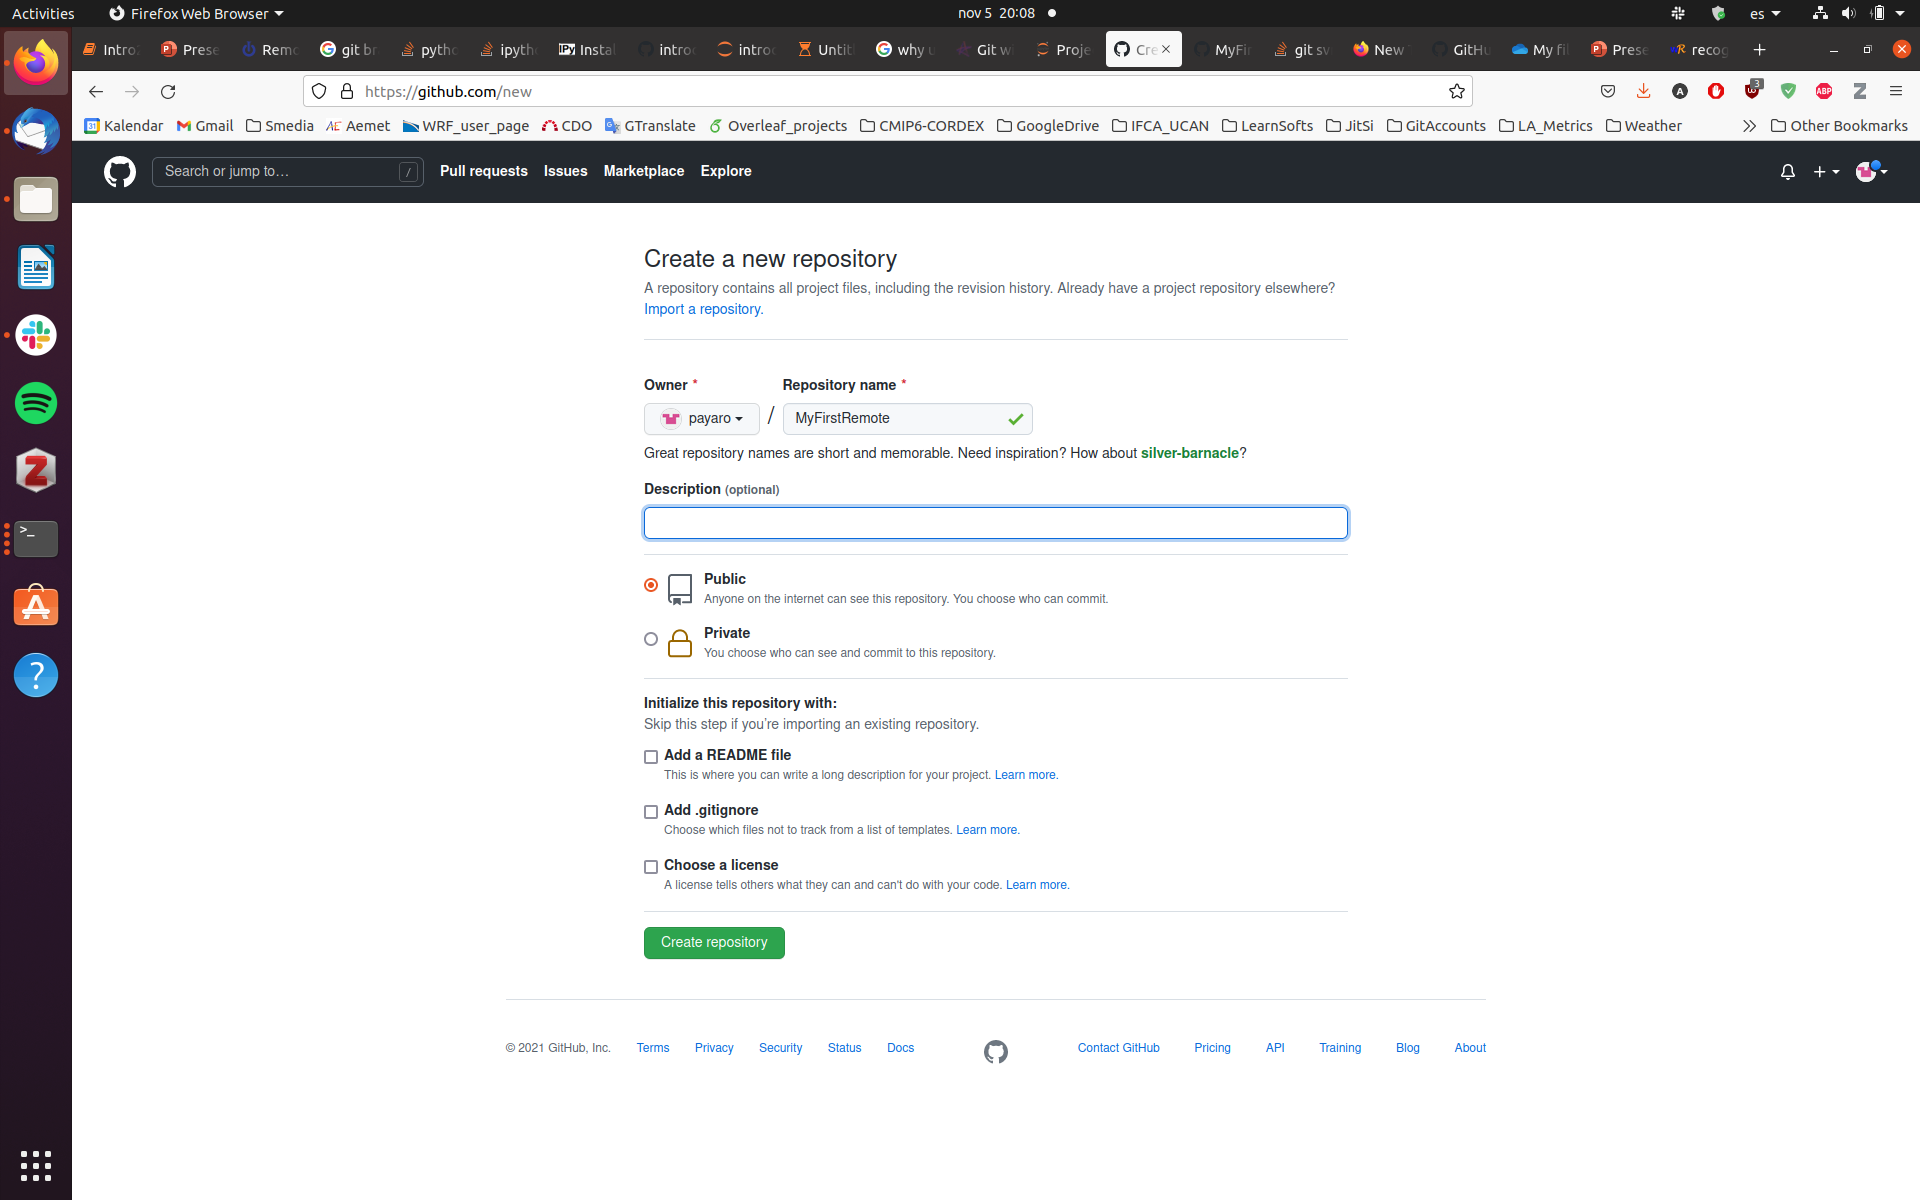 Activities Firefox Web Browser nov 5 20:08 es
Intro Prese Remo git br pytho ipytho IPy Instal introd introd Untit why u Git wi Proje Cre MyFir git sw New GitHu My fil Prese recog
https://github.com/new
3 A ABP
Kalendar Gmail Smedia Aemet WRF_user_page CDO GTranslate Overleaf_projects CMIP6-CORDEX GoogleDrive IFCA_UCAN LearnSofts JitSi GitAccounts LA_Metrics Weather Other Bookmarks
Search or jump to… / Pull requests Issues Marketplace Explore
Create a new repository
A repository contains all project files, including the revision history. Already have a project repository elsewhere?
Import a repository.
Owner * Repository name *
payaro / MyFirstRemote
Great repository names are short and memorable. Need inspiration? How about silver-barnacle?
Description (optional)
Public
Anyone on the internet can see this repository. You choose who can commit.
Private
You choose who can see and commit to this repository.
Initialize this repository with:
Skip this step if you’re importing an existing repository.
Add a README file
This is where you can write a long description for your project. Learn more.
Add .gitignore
Choose which files not to track from a list of templates. Learn more.
Choose a license
A license tells others what they can and can't do with your code. Learn more.
Create repository
© 2021 GitHub, Inc. Terms Privacy Security Status Docs Contact GitHub Pricing API Training Blog About